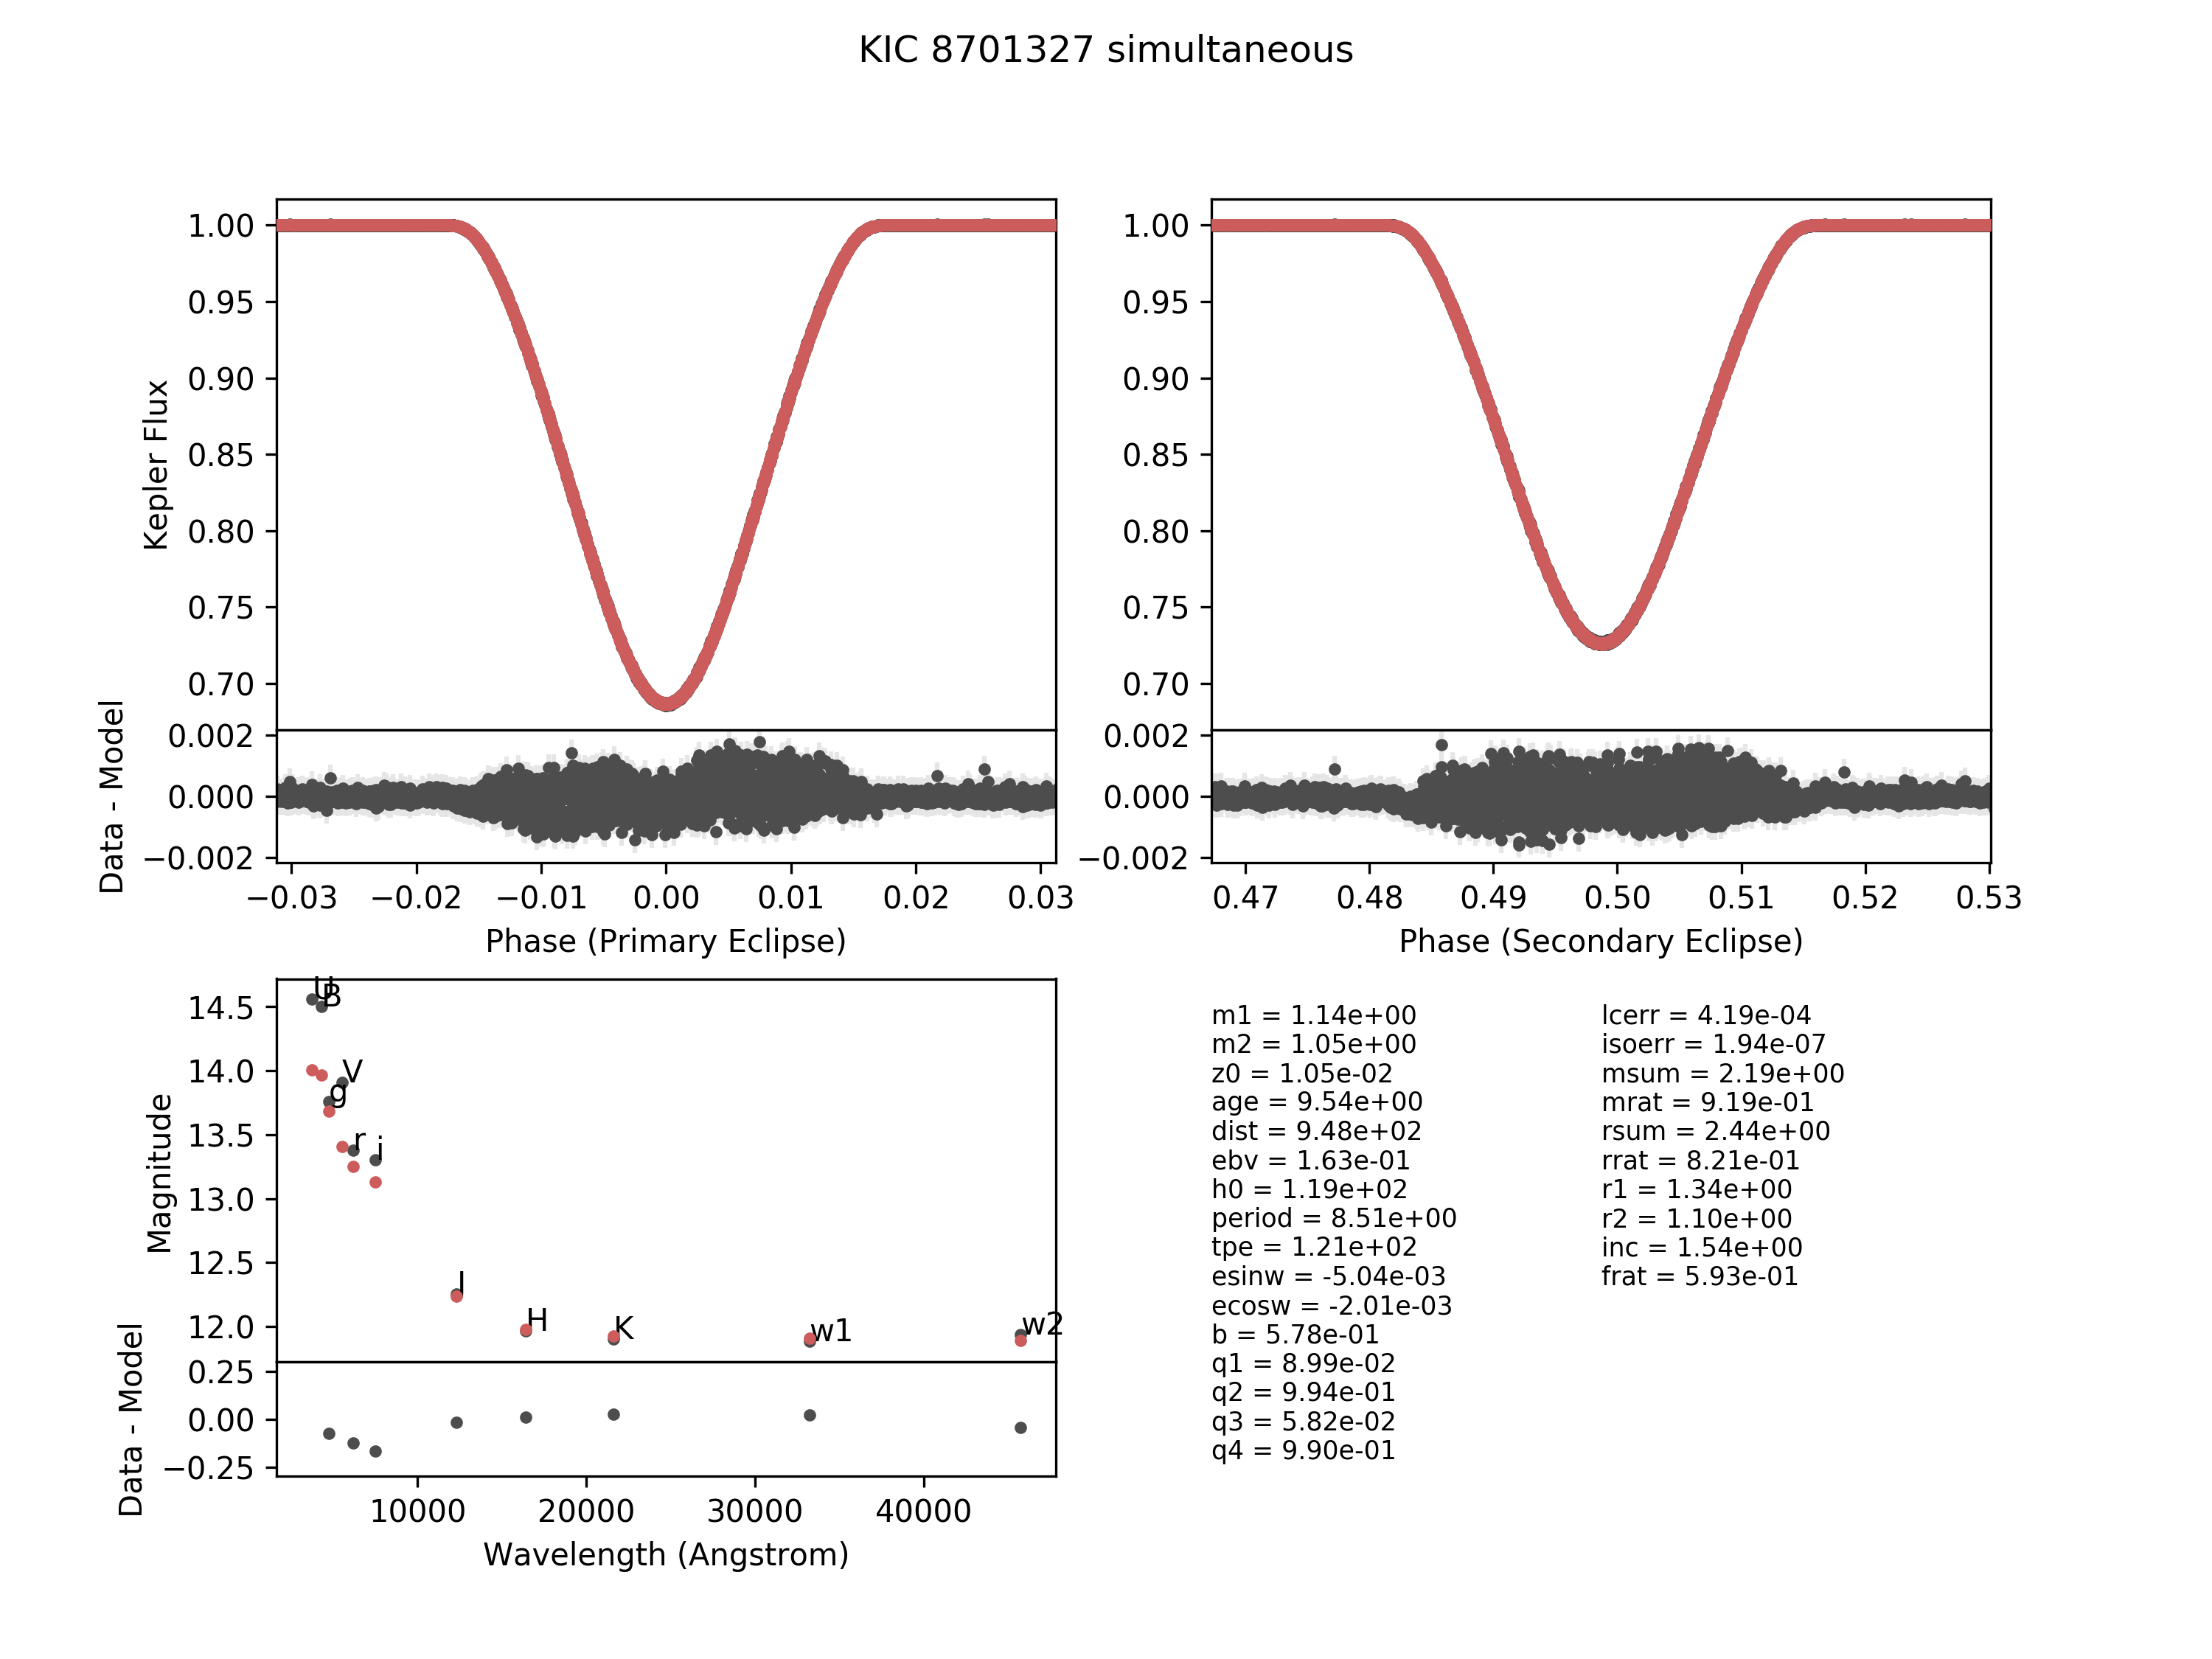 KIC 8701327 simultaneous
1.00
0.95
0.90
0.85
0.80
0.75
0.70
Kepler Flux
0.002
0.000
−0.002
Data - Model
−0.03 −0.02 −0.01 0.00 0.01 0.02 0.03
Phase (Primary Eclipse)
1.00
0.95
0.90
0.85
0.80
0.75
0.70
0.002
0.000
−0.002
0.47 0.48 0.49 0.50 0.51 0.52 0.53
Phase (Secondary Eclipse)
14.5
14.0
13.5
13.0
12.5
12.0
Magnitude
U
B
V
g
r
i
J
H
K
w1
w2
0.25
0.00
−0.25
Data - Model
10000 20000 30000 40000
Wavelength (Angstrom)
m1 = 1.14e+00
m2 = 1.05e+00
z0 = 1.05e-02
age = 9.54e+00
dist = 9.48e+02
ebv = 1.63e-01
h0 = 1.19e+02
period = 8.51e+00
tpe = 1.21e+02
esinw = -5.04e-03
ecosw = -2.01e-03
b = 5.78e-01
q1 = 8.99e-02
q2 = 9.94e-01
q3 = 5.82e-02
q4 = 9.90e-01
lcerr = 4.19e-04
isoerr = 1.94e-07
msum = 2.19e+00
mrat = 9.19e-01
rsum = 2.44e+00
rrat = 8.21e-01
r1 = 1.34e+00
r2 = 1.10e+00
inc = 1.54e+00
frat = 5.93e-01